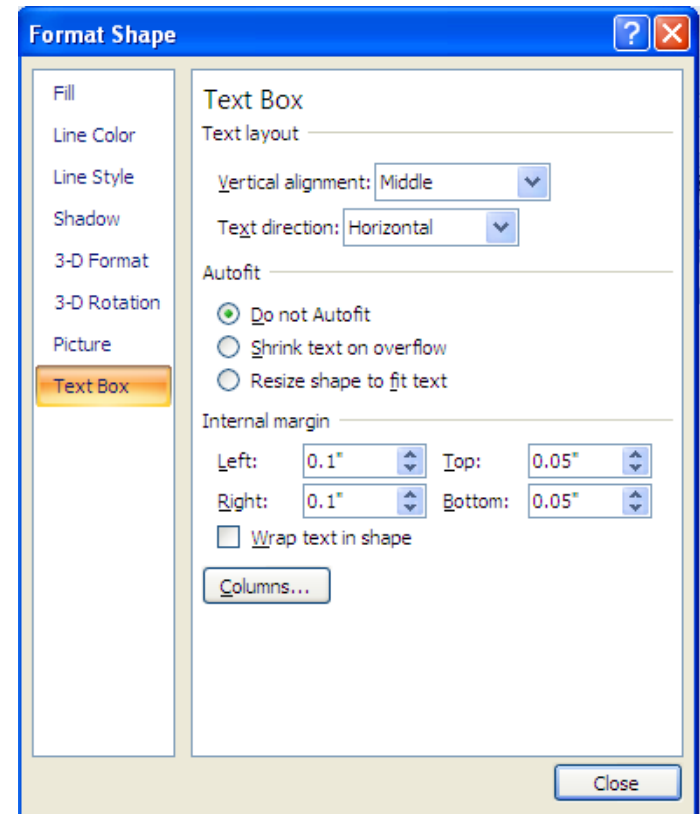 Format Shape
Fill
Line Color
Line Style
Shadow
3-D Format
3-D Rotation
Picture
Text Box
Text Box
Text layout
Vertical alignment: Middle
Text direction: Horizontal
Autofit
Do not Autofit
Shrink text on overflow
Resize shape to fit text
Internal margin
Left: 0.1" Top: 0.05"
Right: 0.1" Bottom: 0.05"
Wrap text in shape
Columns...
Close